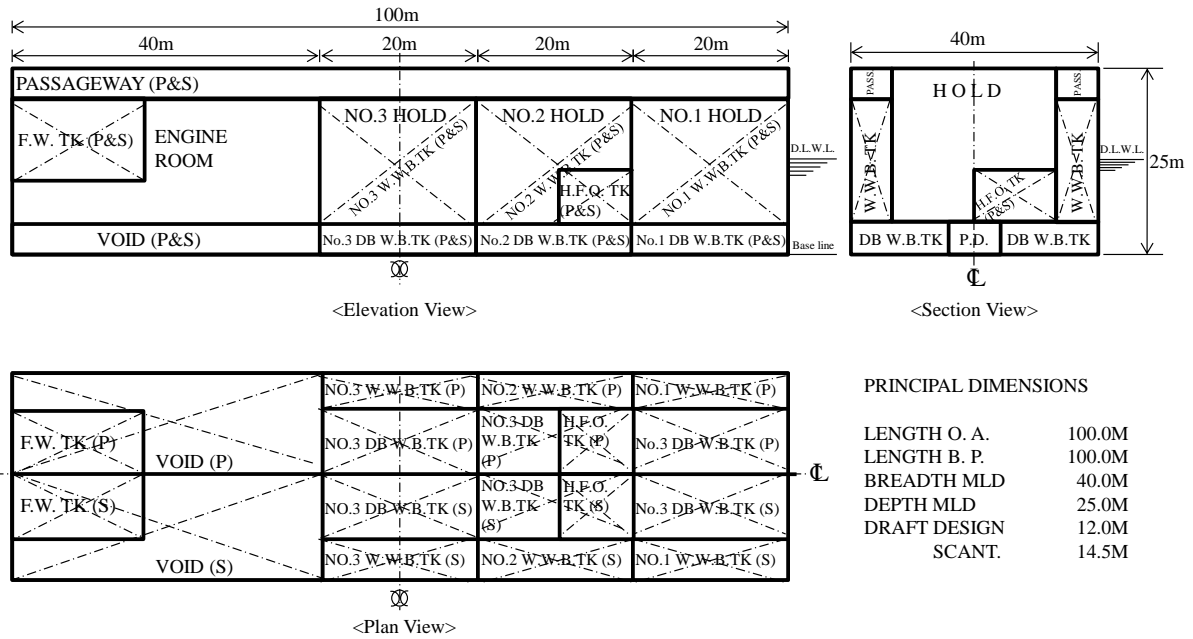 100m
40m
20m
20m
20m
PASSAGEWAY (P&S)
F.W. TK (P&S)
ENGINE
ROOM
NO.3 HOLD
NO.2 HOLD
NO.1 HOLD
NO.3 W.W.B.TK (P&S)
NO.2 W.W.B.TK (P&S)
NO.1 W.W.B.TK (P&S)
H.F.O. TK
(P&S)
D.L.W.L.
VOID (P&S)
No.3 DB W.B.TK (P&S)
No.2 DB W.B.TK (P&S)
No.1 DB W.B.TK (P&S)
Base line
<Elevation View>
40m
PASS.
HOLD
PASS.
W.W.B.TK
W.W.B.TK
H.F.O. TK
(P&S)
D.L.W.L.
25m
DB W.B.TK
P.D.
DB W.B.TK
℄
<Section View>
NO.3 W.W.B.TK (P)
NO.2 W.W.B.TK (P)
NO.1 W.W.B.TK (P)
F.W. TK (P)
VOID (P)
NO.3 DB W.B.TK (P)
NO.3 DB
W.B.TK
(P)
H.F.O.
TK (P)
No.3 DB W.B.TK (P)
℄
F.W. TK (S)
VOID (S)
NO.3 DB W.B.TK (S)
NO.3 DB
W.B.TK
(S)
H.F.O.
TK (S)
No.3 DB W.B.TK (S)
NO.3 W.W.B.TK (S)
NO.2 W.W.B.TK (S)
NO.1 W.W.B.TK (S)
<Plan View>
PRINCIPAL DIMENSIONS
LENGTH O. A. 100.0M
LENGTH B. P. 100.0M
BREADTH MLD 40.0M
DEPTH MLD 25.0M
DRAFT DESIGN 12.0M
SCANT. 14.5M